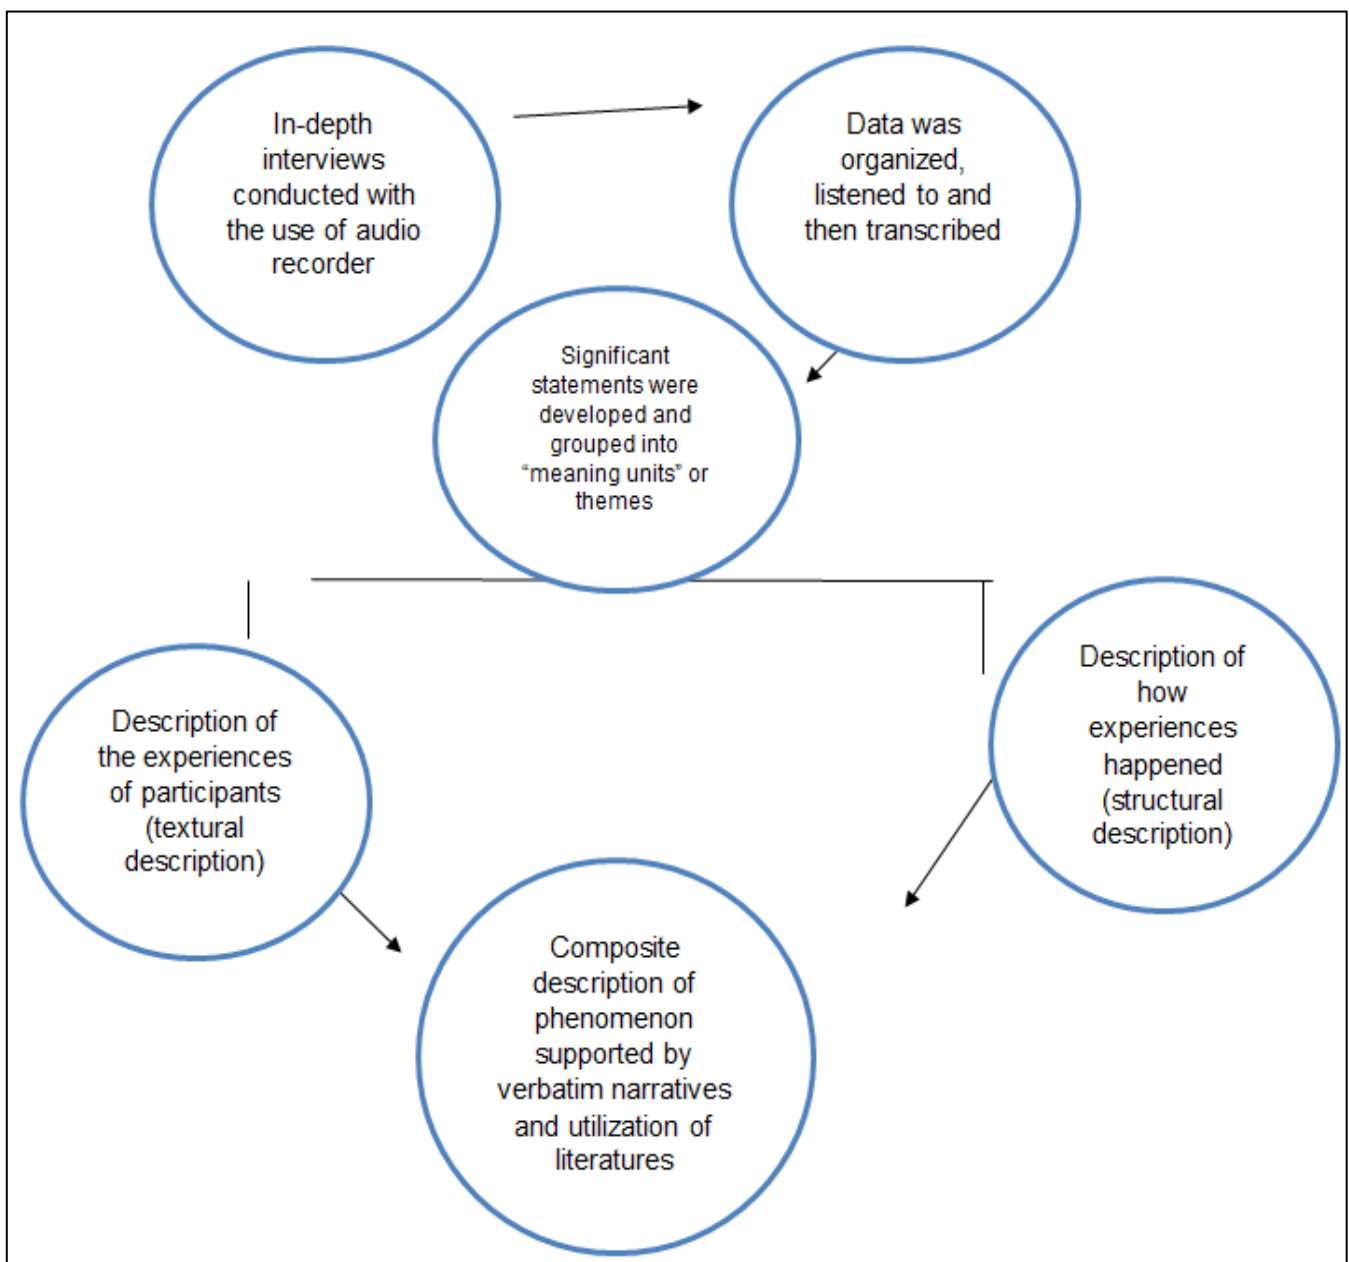 In-depth
interviews
conducted with
the use of audio
recorder
Data was
organized,
listened to and
then transcribed
Significant
statements were
developed and
grouped into
“meaning units” or
themes
Description of
the experiences
of participants
(textural
description)
Description of
how
experiences
happened
(structural
description)
Composite
description of
phenomenon
supported by
verbatim narratives
and utilization of
literatures